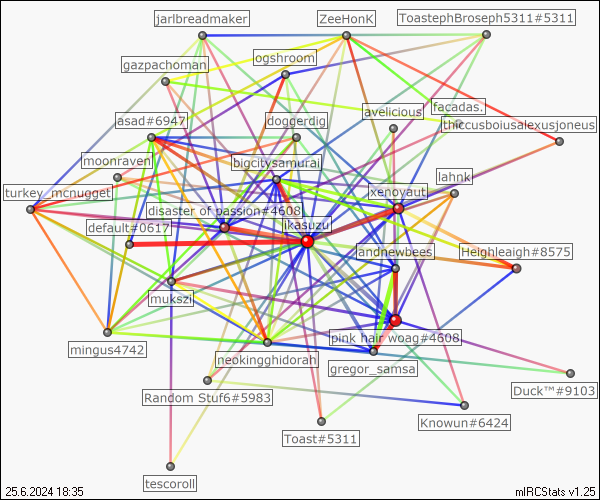 jarlbreadmaker
ZeeHonK
ToastephBroseph5311#5311
gazpachoman
ogshroom
asad#6947
doggerdig
avelicious
facadas.
thiccusboiusalexusjoneus
moonraven
bigcitysamurai
lahnk
turkey_mcnugget
xenoyaut
disaster of passion#4608
default#0617
ikasuzu
andnewbees
Heighleaigh#8575
mukszi
mingus4742
pink hair woag#4608
neokingghidorah
gregor_samsa
Random Stuf6#5983
Duck™#9103
Knowun#6424
Toast#5311
tescoroll
25.6.2024 18:35
mIRCStats v1.25